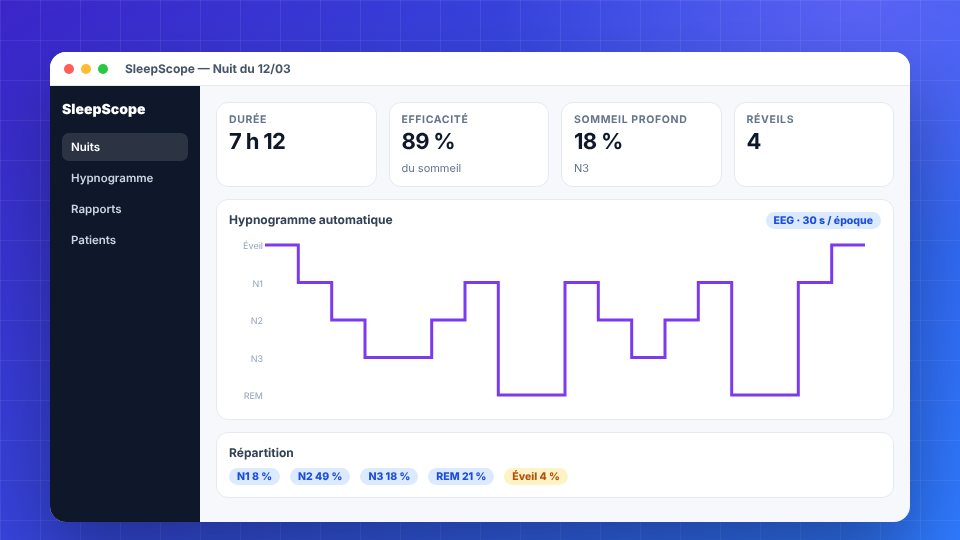 SleepScope — Nuit du 12/03
SleepScope
Nuits
Hypnogramme
Rapports
Patients
DURÉE
7 h 12
EFFICACITÉ
89 %
du sommeil
SOMMEIL PROFOND
18 %
N3
RÉVEILS
4
Hypnogramme automatique
EEG · 30 s / époque
Éveil
N1
N2
N3
REM
Répartition
N1 8 %
N2 49 %
N3 18 %
REM 21 %
Éveil 4 %